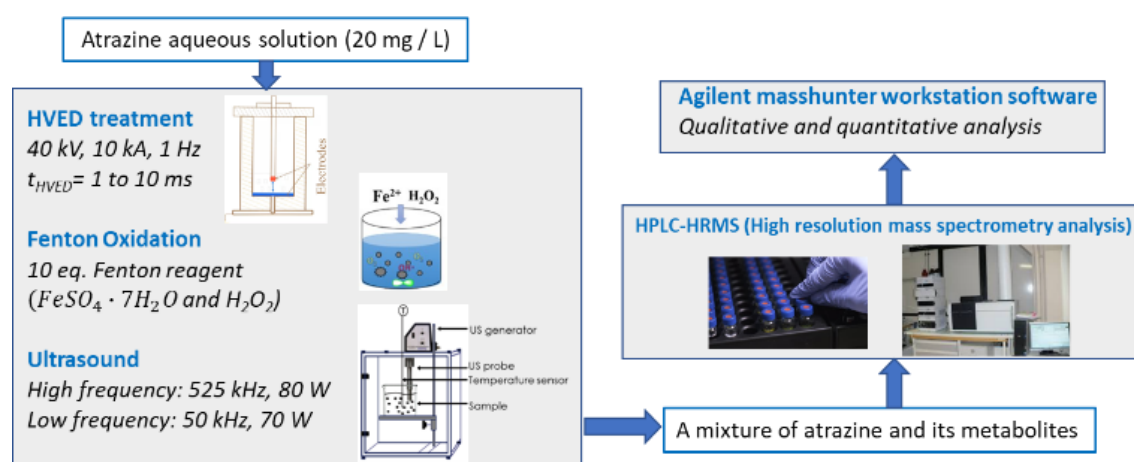 Atrazine aqueous solution (20 mg / L)
HVED treatment
40 kV, 10 kA, 1 Hz
t_HVED= 1 to 10 ms
Electrodes
Fenton Oxidation
10 eq. Fenton reagent
(FeSO₄ · 7H₂O and H₂O₂)
Fe²⁺ H₂O₂
Ultrasound
High frequency: 525 kHz, 80 W
Low frequency: 50 kHz, 70 W
T
US generator
US probe
Temperature sensor
Sample
Agilent masshunter workstation software
Qualitative and quantitative analysis
HPLC-HRMS (High resolution mass spectrometry analysis)
A mixture of atrazine and its metabolites